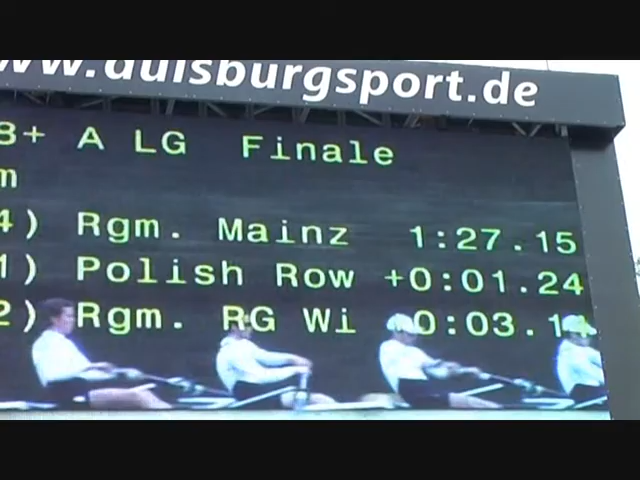 www.duisburgsport.de
8+ A LG Finale
m
4) Rgm. Mainz 1:27.15
1) Polish Row +0:01.24
2) Rgm. RG Wi 0:03.1